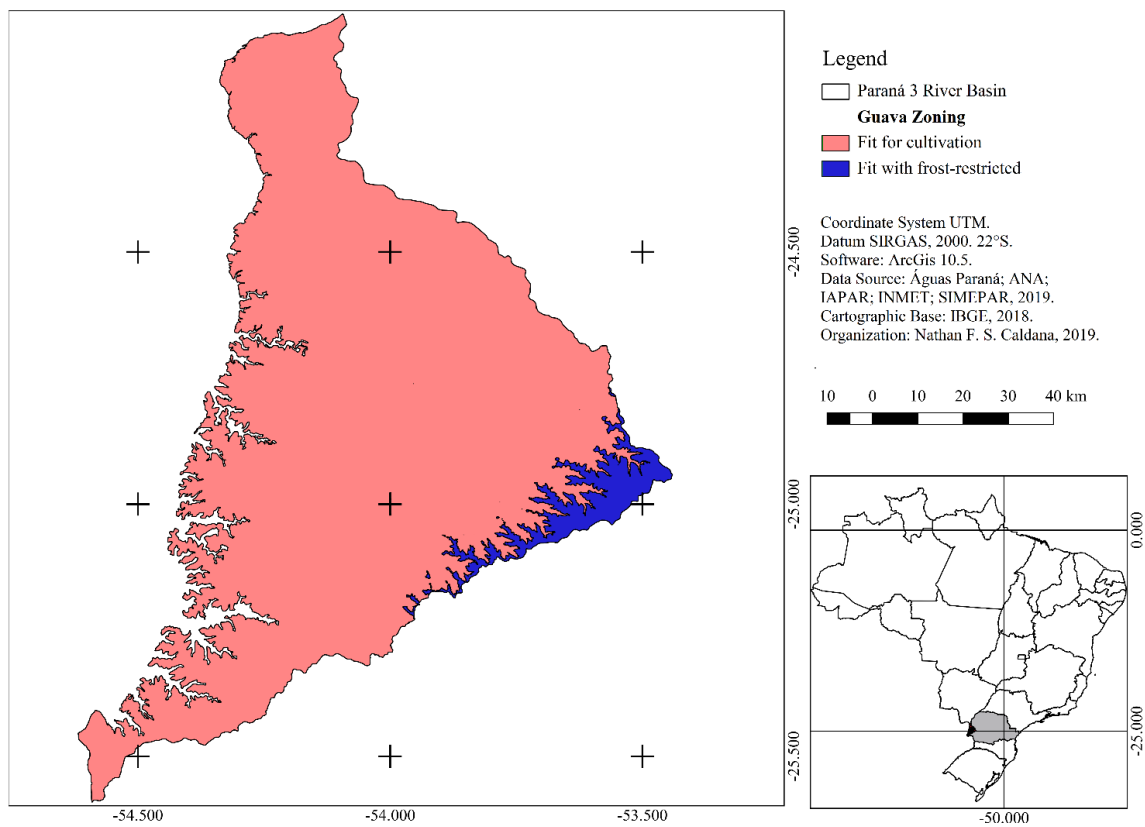 Legend
Paraná 3 River Basin
Guava Zoning
Fit for cultivation
Fit with frost-restricted
Coordinate System UTM.
Datum SIRGAS, 2000. 22°S.
Software: ArcGis 10.5.
Data Source: Águas Paraná; ANA;
IAPAR; INMET; SIMEPAR, 2019.
Cartographic Base: IBGE, 2018.
Organization: Nathan F. S. Caldana, 2019.
10 0 10 20 30 40 km
-24.500
-25.000
-25.500
-54.500 -54.000 -53.500
0.000
-25.000
-50.000